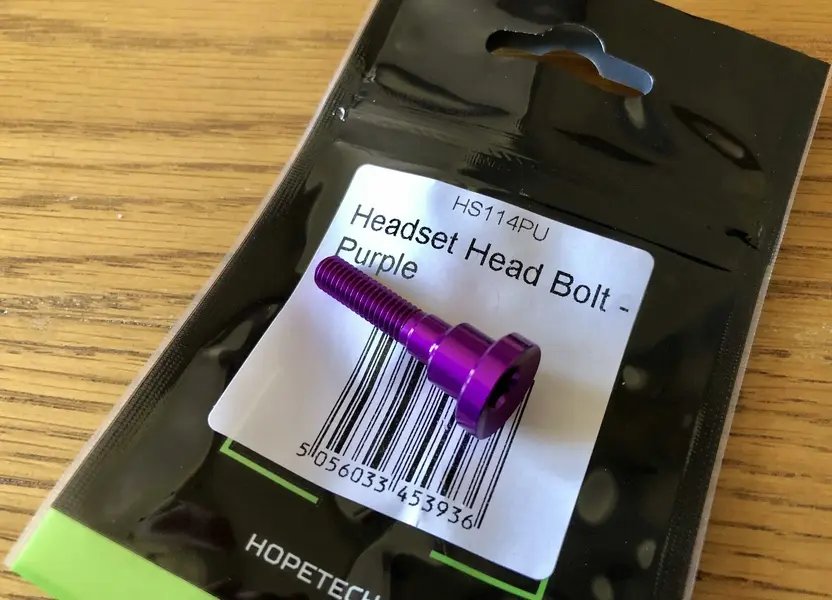 HS114PU
Headset Head Bolt -
Purple
5 056033 453936
HOPETECH